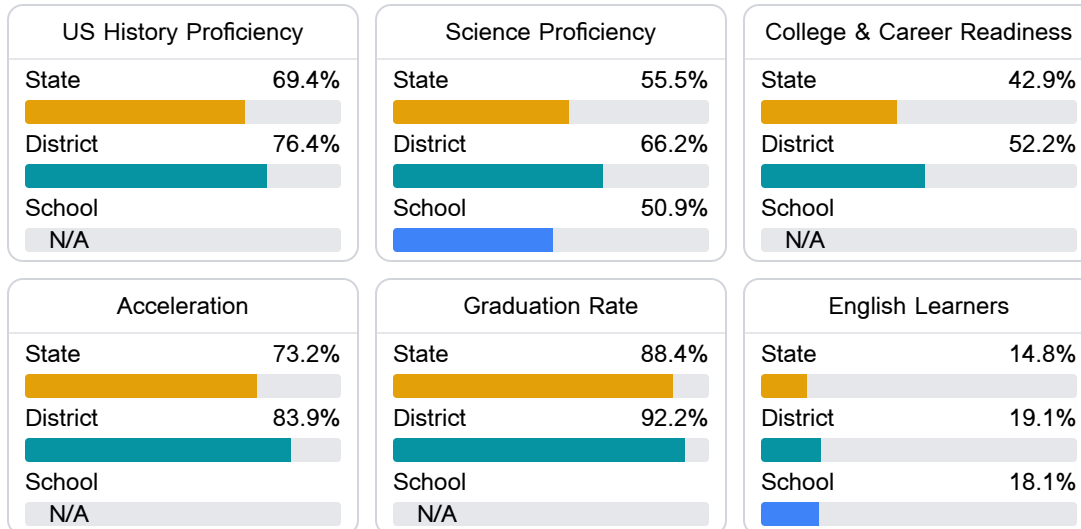 US History Proficiency
State 69.4%
District 76.4%
School
N/A
Science Proficiency
State 55.5%
District 66.2%
School 50.9%
College & Career Readiness
State 42.9%
District 52.2%
School
N/A
Acceleration
State 73.2%
District 83.9%
School
N/A
Graduation Rate
State 88.4%
District 92.2%
School
N/A
English Learners
State 14.8%
District 19.1%
School 18.1%